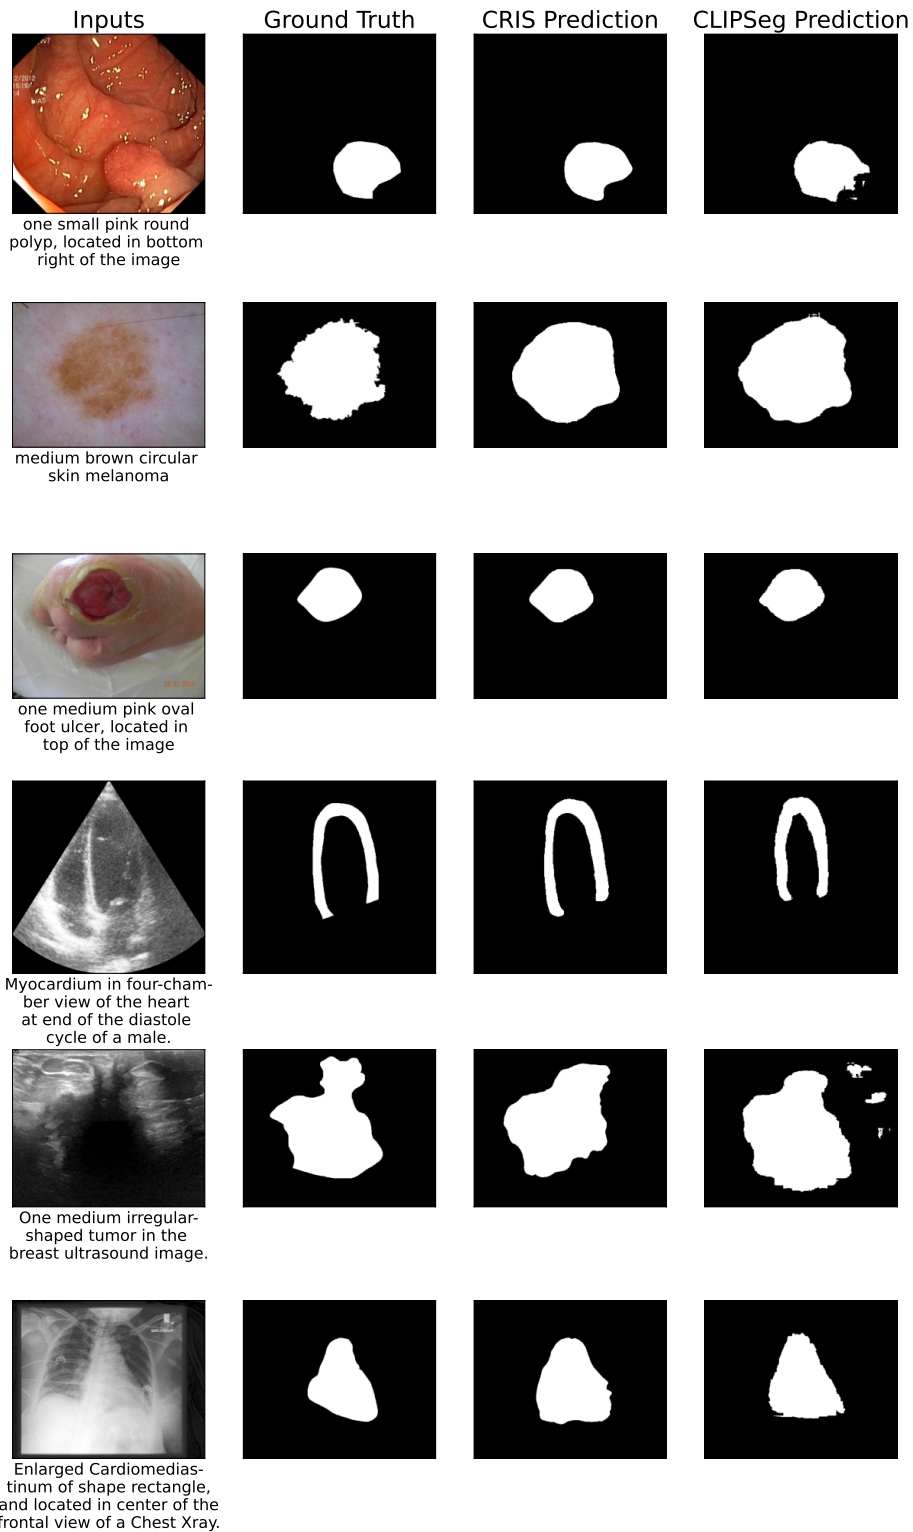 Inputs
Ground Truth
CRIS Prediction
CLIPSeg Prediction
one small pink round
polyp, located in bottom
right of the image
medium brown circular
skin melanoma
one medium pink oval
foot ulcer, located in
top of the image
Myocardium in four-cham-
ber view of the heart
at end of the diastole
cycle of a male.
One medium irregular-
shaped tumor in the
breast ultrasound image.
Enlarged Cardiomedias-
tinum of shape rectangle,
and located in center of the
frontal view of a Chest Xray.